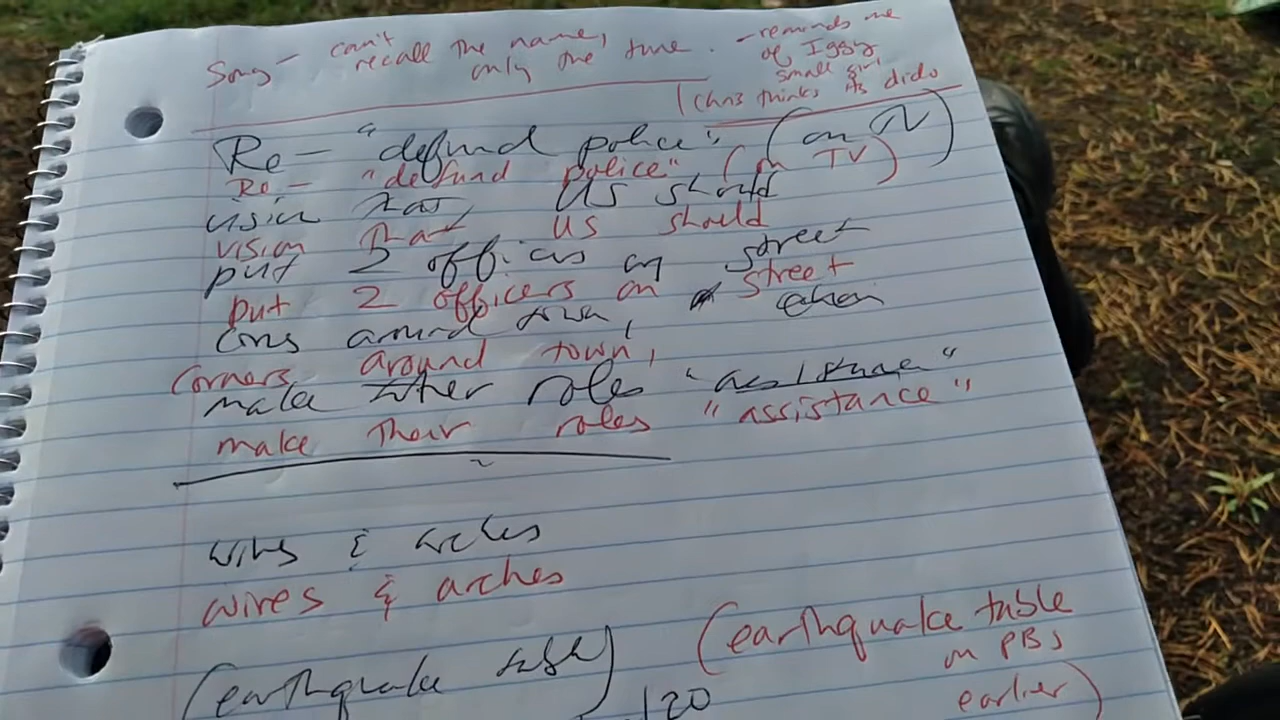 Song - can't recall the name, only the tune. - reminds me of Iggy small girl
(Chris thinks its dido
Re - "defund police", (on TV)
Re - "defund police" (on TV)
vision that, US should
vision that US should
put 2 officers on street
put 2 officers on street
corners around town,
corners around town,
make their roles "assistance"
make their roles "assistance"
wires & arches
wires & arches
(earthquake table)
(earthquake table on PBS earlier)
120